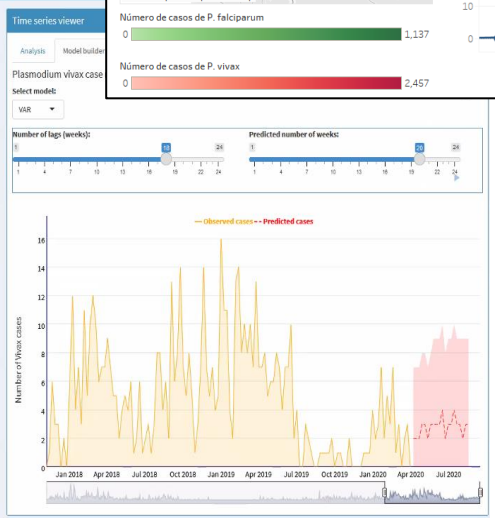 10
0
Número de casos de P. falciparum
0 1,137
Número de casos de P. vivax
0 2,457
Time series viewer
Analysis Model builder
Plasmodium vivax case
Select model:
VAR
Number of lags (weeks):
1 24
1 4 7 10 13 16 19 22 24
Predicted number of weeks:
1 20 24
1 4 7 10 13 16 19 22 24
Observed cases Predicted cases
Number of Vivax cases
16
14
12
10
8
6
4
2
0
Jan 2018 Apr 2018 Jul 2018 Oct 2018 Jan 2019 Apr 2019 Jul 2019 Oct 2019 Jan 2020 Apr 2020 Jul 2020